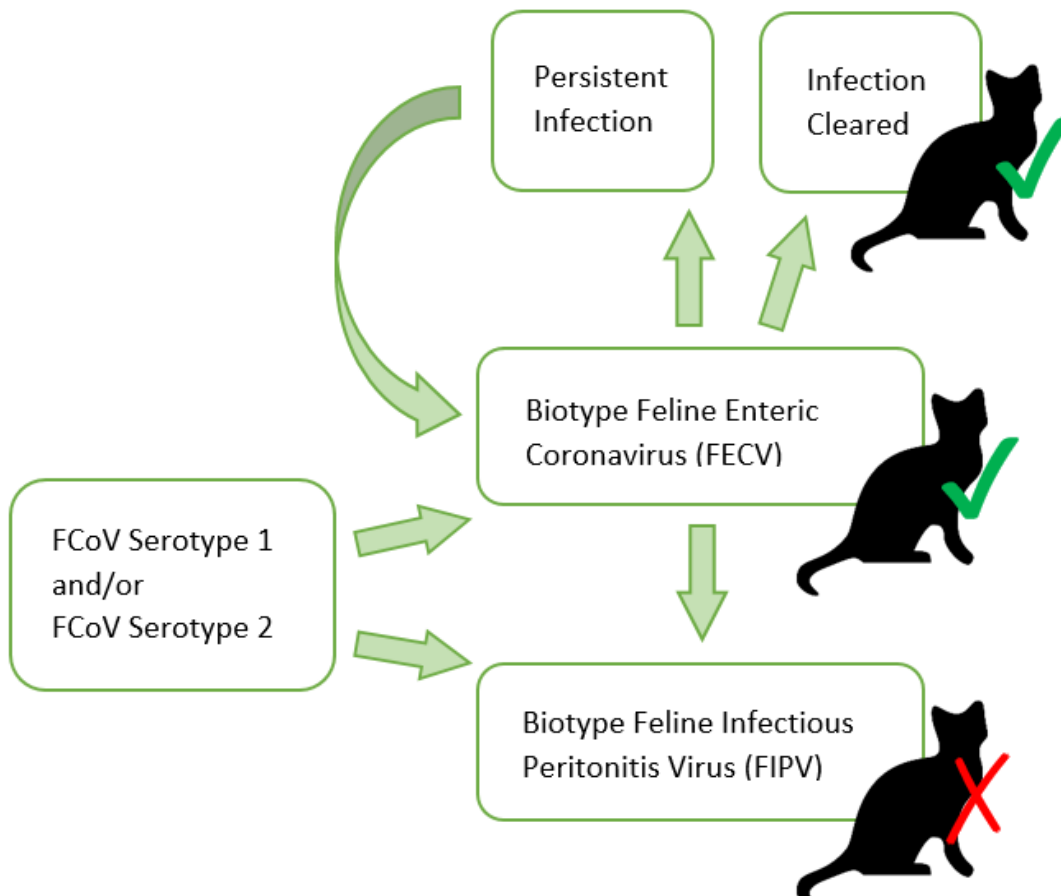 Persistent
Infection
Infection
Cleared
Biotype Feline Enteric
Coronavirus (FECV)
FCoV Serotype 1
and/or
FCoV Serotype 2
Biotype Feline Infectious
Peritonitis Virus (FIPV)